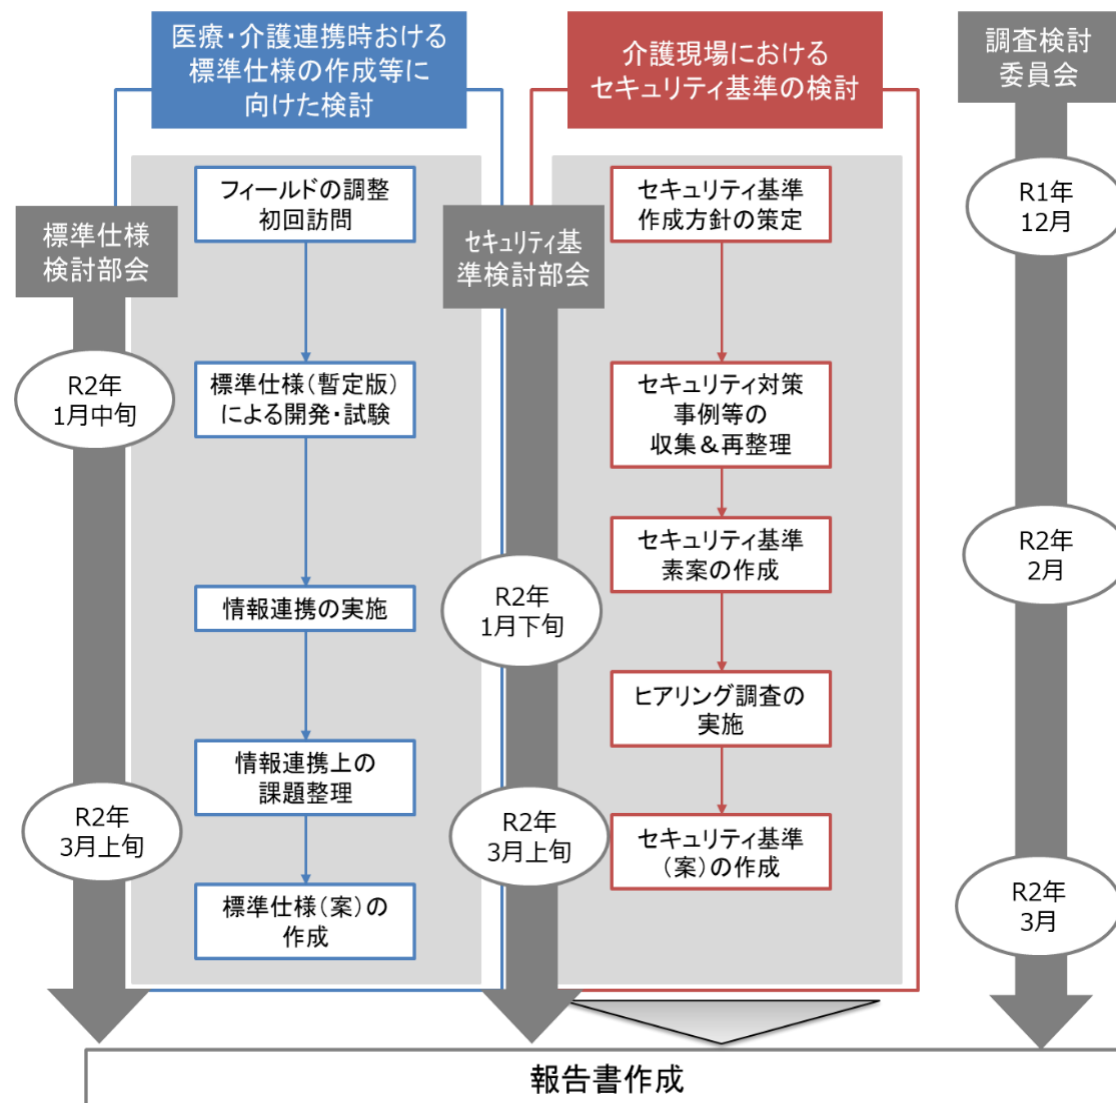 医療・介護連携時おける
標準仕様の作成等に
向けた検討
介護現場における
セキュリティ基準の検討
調査検討
委員会
標準仕様
検討部会
R2年
1月中旬
R2年
3月上旬
フィールドの調整
初回訪問
標準仕様(暫定版)
による開発・試験
情報連携の実施
情報連携上の
課題整理
標準仕様(案)の
作成
セキュリティ基
準検討部会
R2年
1月下旬
R2年
3月上旬
セキュリティ基準
作成方針の策定
セキュリティ対策
事例等の
収集&再整理
セキュリティ基準
素案の作成
ヒアリング調査の
実施
セキュリティ基準
(案)の作成
R1年
12月
R2年
2月
R2年
3月
報告書作成